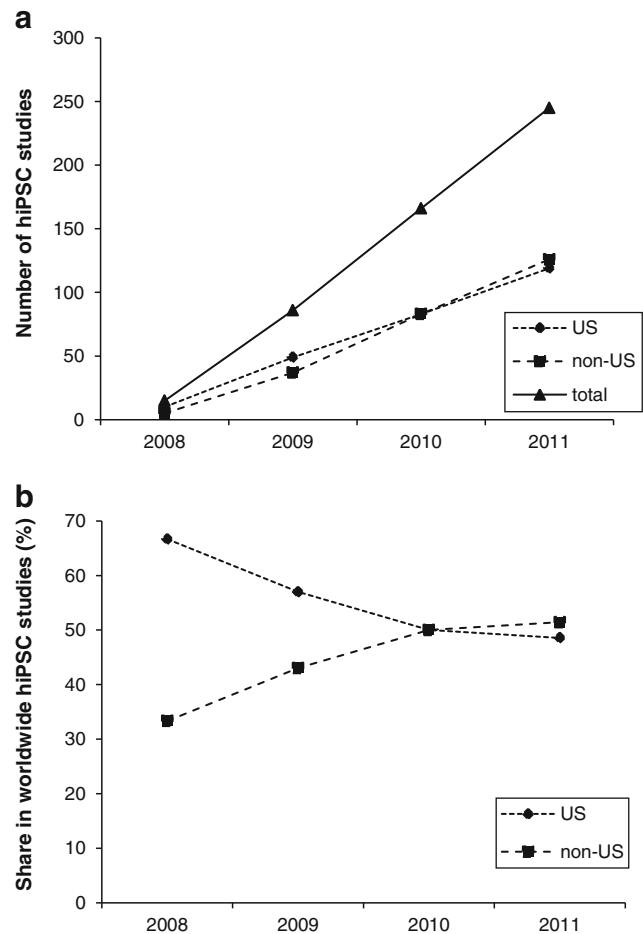 a
Number of hiPSC studies
300
250
200
150
100
50
0
2008 2009 2010 2011
US
non-US
total
b
Share in worldwide hiPSC studies (%)
70
60
50
40
30
20
10
0
2008 2009 2010 2011
US
non-US